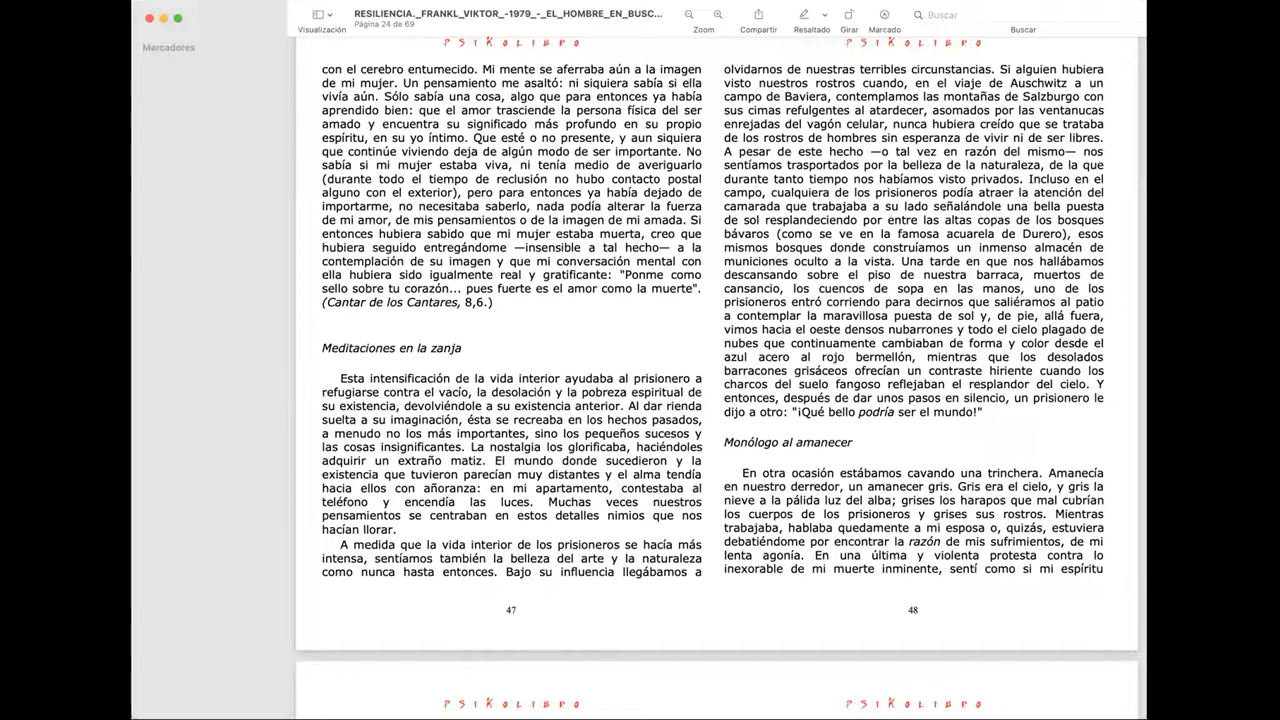 RESILIENCIA._FRANKL_VIKTOR_-1979_-_EL_HOMBRE_EN_BUSC...
Página 24 de 69
Buscar
Visualización
Zoom
Compartir
Resaltado
Girar
Marcado
Buscar
Marcadores
PSIKOLIBRO
con el cerebro entumecido. Mi mente se aferraba aún a la imagen
de mi mujer. Un pensamiento me asaltó: ni siquiera sabía si ella
vivía aún. Sólo sabía una cosa, algo que para entonces ya había
aprendido bien: que el amor trasciende la persona física del ser
amado y encuentra su significado más profundo en su propio
espíritu, en su yo íntimo. Que esté o no presente, y aun siquiera
que continúe viviendo deja de algún modo de ser importante. No
sabía si mi mujer estaba viva, ni tenía medio de averiguarlo
(durante todo el tiempo de reclusión no hubo contacto postal
alguno con el exterior), pero para entonces ya había dejado de
importarme, no necesitaba saberlo, nada podía alterar la fuerza
de mi amor, de mis pensamientos o de la imagen de mi amada. Si
entonces hubiera sabido que mi mujer estaba muerta, creo que
hubiera seguido entregándome —insensible a tal hecho— a la
contemplación de su imagen y que mi conversación mental con
ella hubiera sido igualmente real y gratificante: "Ponme como
sello sobre tu corazón... pues fuerte es el amor como la muerte".
(Cantar de los Cantares, 8,6.)
Meditaciones en la zanja
Esta intensificación de la vida interior ayudaba al prisionero a
refugiarse contra el vacío, la desolación y la pobreza espiritual de
su existencia, devolviéndole a su existencia anterior. Al dar rienda
suelta a su imaginación, ésta se recreaba en los hechos pasados,
a menudo no los más importantes, sino los pequeños sucesos y
las cosas insignificantes. La nostalgia los glorificaba, haciéndoles
adquirir un extraño matiz. El mundo donde sucedieron y la
existencia que tuvieron parecían muy distantes y el alma tendía
hacia ellos con añoranza: en mi apartamento, contestaba al
teléfono y encendía las luces. Muchas veces nuestros
pensamientos se centraban en estos detalles nimios que nos
hacían llorar.
A medida que la vida interior de los prisioneros se hacía más
intensa, sentíamos también la belleza del arte y la naturaleza
como nunca hasta entonces. Bajo su influencia llegábamos a
47
PSIKOLIBRO
olvidarnos de nuestras terribles circunstancias. Si alguien hubiera
visto nuestros rostros cuando, en el viaje de Auschwitz a un
campo de Baviera, contemplamos las montañas de Salzburgo con
sus cimas refulgentes al atardecer, asomados por las ventanucas
enrejadas del vagón celular, nunca hubiera creído que se trataba
de los rostros de hombres sin esperanza de vivir ni de ser libres.
A pesar de este hecho —o tal vez en razón del mismo— nos
sentíamos trasportados por la belleza de la naturaleza, de la que
durante tanto tiempo nos habíamos visto privados. Incluso en el
campo, cualquiera de los prisioneros podía atraer la atención del
camarada que trabajaba a su lado señalándole una bella puesta
de sol resplandeciendo por entre las altas copas de los bosques
bávaros (como se ve en la famosa acuarela de Durero), esos
mismos bosques donde construíamos un inmenso almacén de
municiones oculto a la vista. Una tarde en que nos hallábamos
descansando sobre el piso de nuestra barraca, muertos de
cansancio, los cuencos de sopa en las manos, uno de los
prisioneros entró corriendo para decirnos que saliéramos al patio
a contemplar la maravillosa puesta de sol y, de pie, allá fuera,
vimos hacia el oeste densos nubarrones y todo el cielo plagado de
nubes que continuamente cambiaban de forma y color desde el
azul acero al rojo bermellón, mientras que los desolados
barracones grisáceos ofrecían un contraste hiriente cuando los
charcos del suelo fangoso reflejaban el resplandor del cielo. Y
entonces, después de dar unos pasos en silencio, un prisionero le
dijo a otro: "¡Qué bello podría ser el mundo!"
Monólogo al amanecer
En otra ocasión estábamos cavando una trinchera. Amanecía
en nuestro derredor, un amanecer gris. Gris era el cielo, y gris la
nieve a la pálida luz del alba; grises los harapos que mal cubrían
los cuerpos de los prisioneros y grises sus rostros. Mientras
trabajaba, hablaba quedamente a mi esposa o, quizás, estuviera
debatiéndome por encontrar la razón de mis sufrimientos, de mi
lenta agonía. En una última y violenta protesta contra lo
inexorable de mi muerte inminente, sentí como si mi espíritu
48
PSIKOLIBRO
PSIKOLIBRO